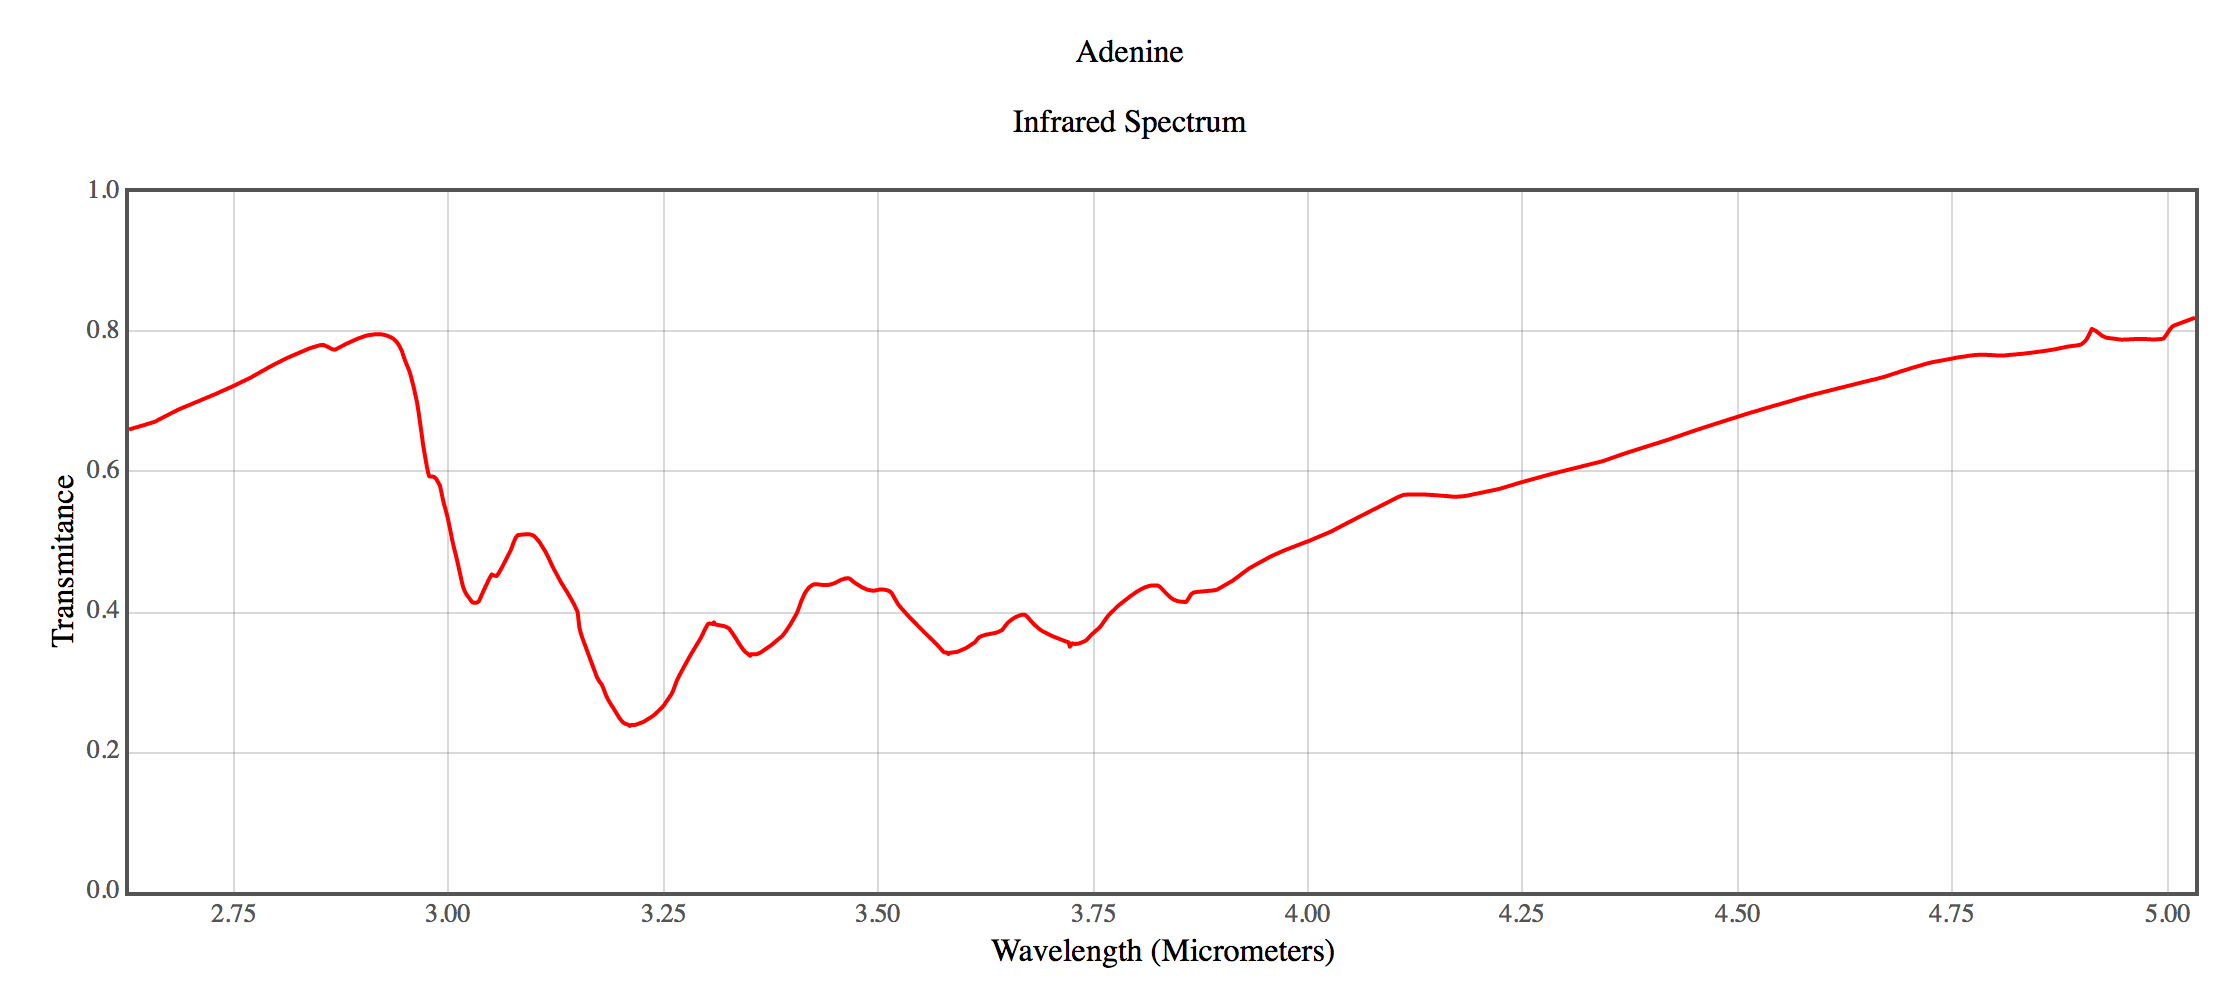 Adenine
Infrared Spectrum
1.0
0.8
0.6
0.4
0.2
0.0
Transmitance
2.75 3.00 3.25 3.50 3.75 4.00 4.25 4.50 4.75 5.00
Wavelength (Micrometers)